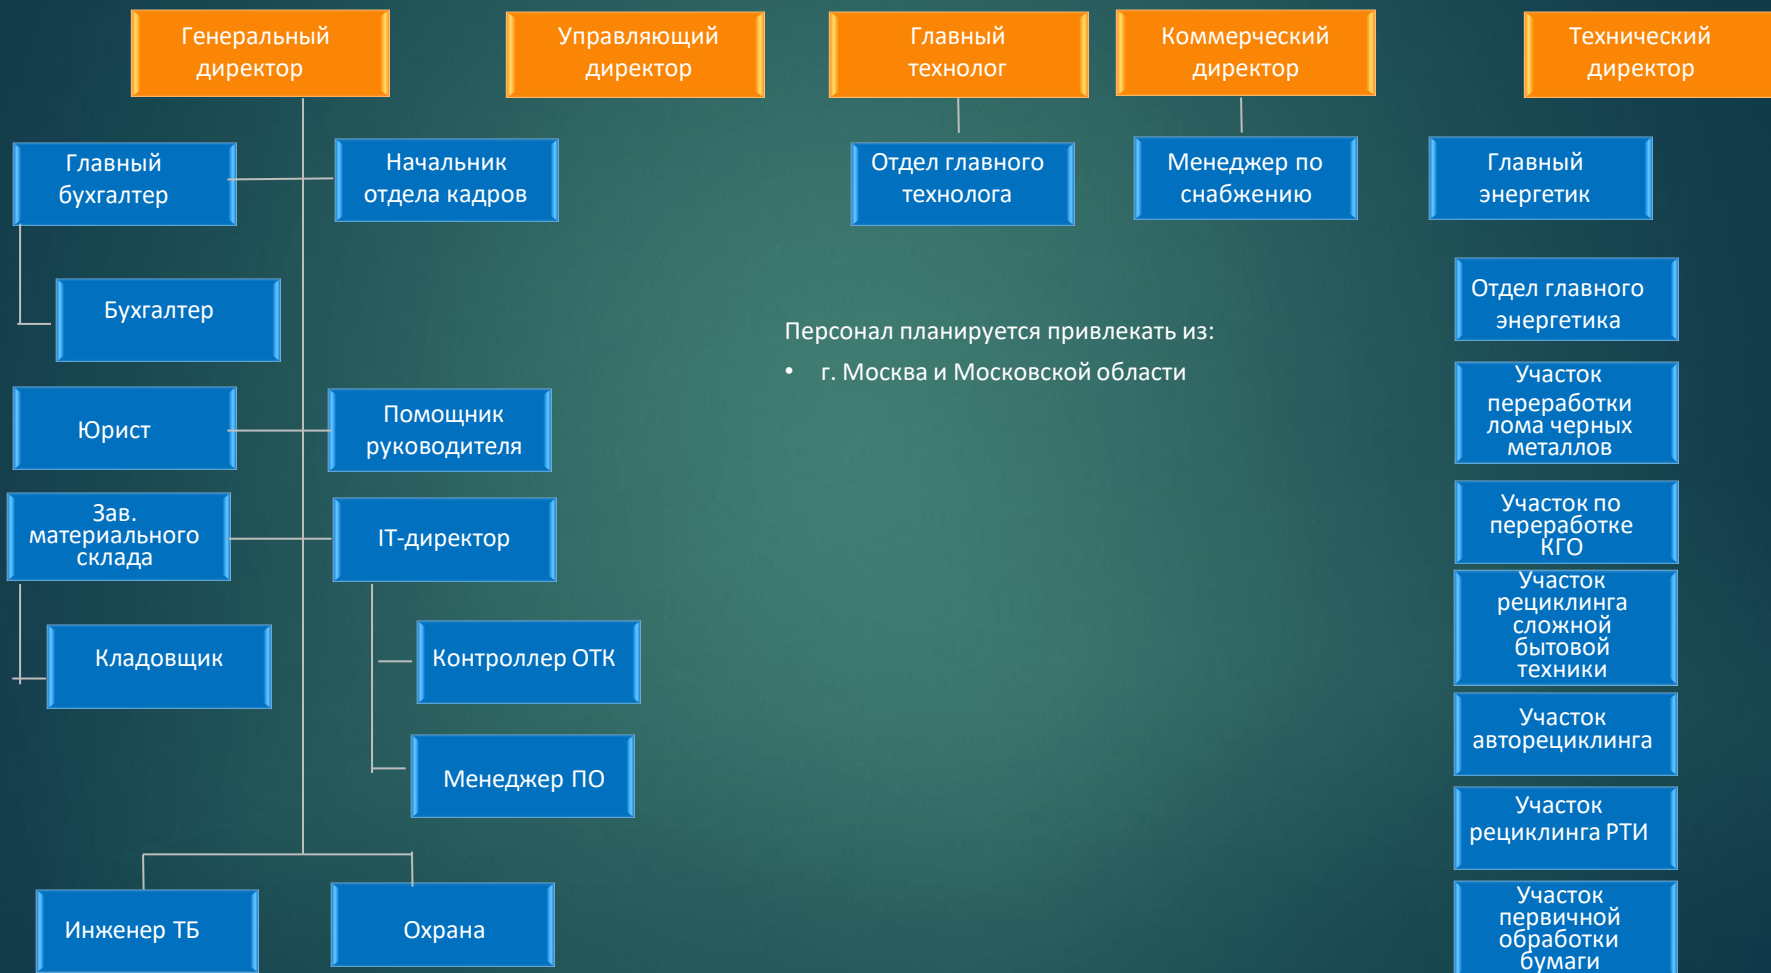 Генеральный
директор
Управляющий
директор
Главный
технолог
Коммерческий
директор
Технический
директор
Главный
бухгалтер
Начальник
отдела кадров
Отдел главного
технолога
Менеджер по
снабжению
Главный
энергетик
Бухгалтер
Отдел главного
энергетика
Персонал планируется привлекать из:
• г. Москва и Московской области
Участок
переработки
лома черных
металлов
Юрист
Помощник
руководителя
Зав.
материального
склада
IT-директор
Участок по
переработке
КГО
Участок
рециклинга
сложной
бытовой
техники
Кладовщик
Контроллер ОТК
Участок
авторециклинга
Менеджер ПО
Участок
рециклинга РТИ
Инженер ТБ
Охрана
Участок
первичной
обработки
бумаги